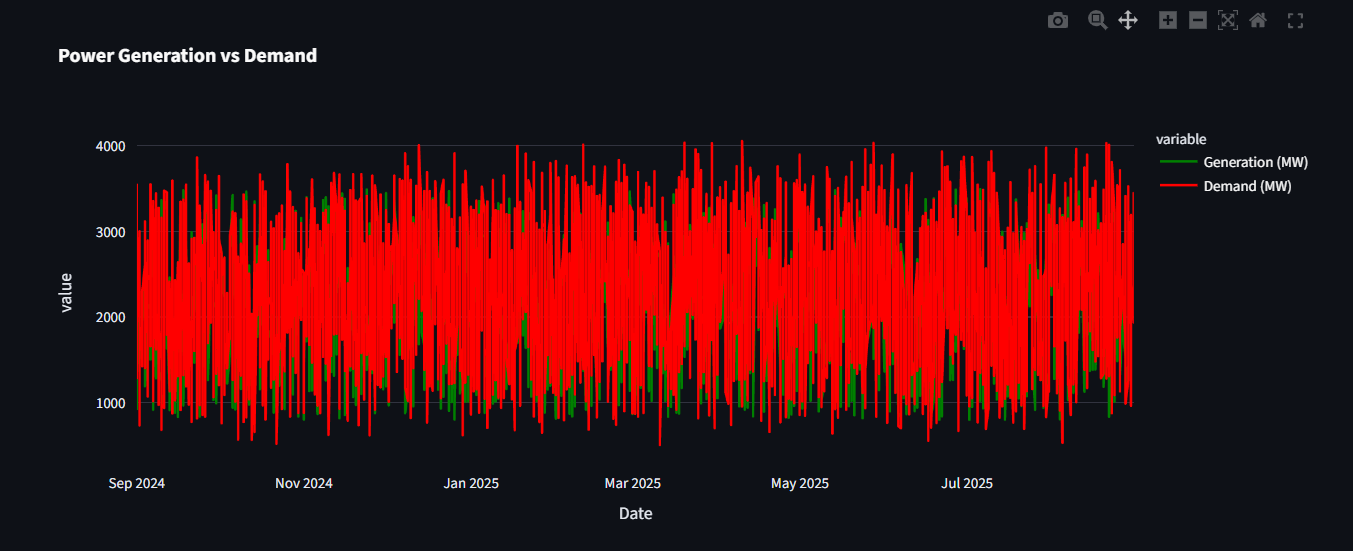 Power Generation vs Demand
4000
3000
2000
1000
value
Sep 2024
Nov 2024
Jan 2025
Mar 2025
May 2025
Jul 2025
Date
variable
Generation (MW)
Demand (MW)